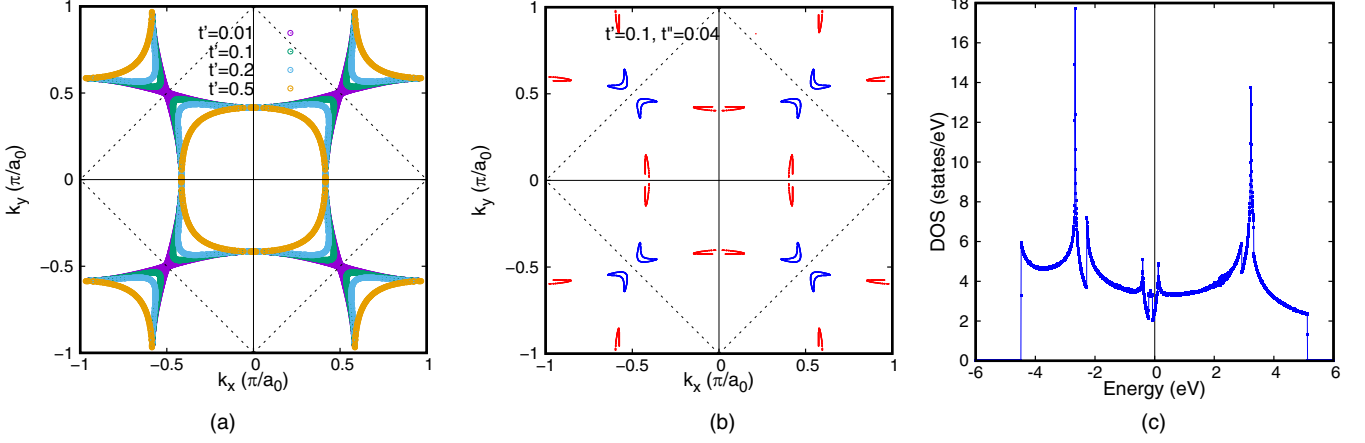 t'=0.01
t'=0.1
t'=0.2
t'=0.5
1
0.5
0
−0.5
−1
k_y (π/a_0)
−1
−0.5
0
0.5
1
k_x (π/a_0)
(a)
t'=0.1, t''=0.04
1
0.5
0
−0.5
−1
k_y (π/a_0)
−1
−0.5
0
0.5
1
k_x (π/a_0)
(b)
18
16
14
12
10
8
6
4
2
0
DOS (states/eV)
−6
−4
−2
0
2
4
6
Energy (eV)
(c)